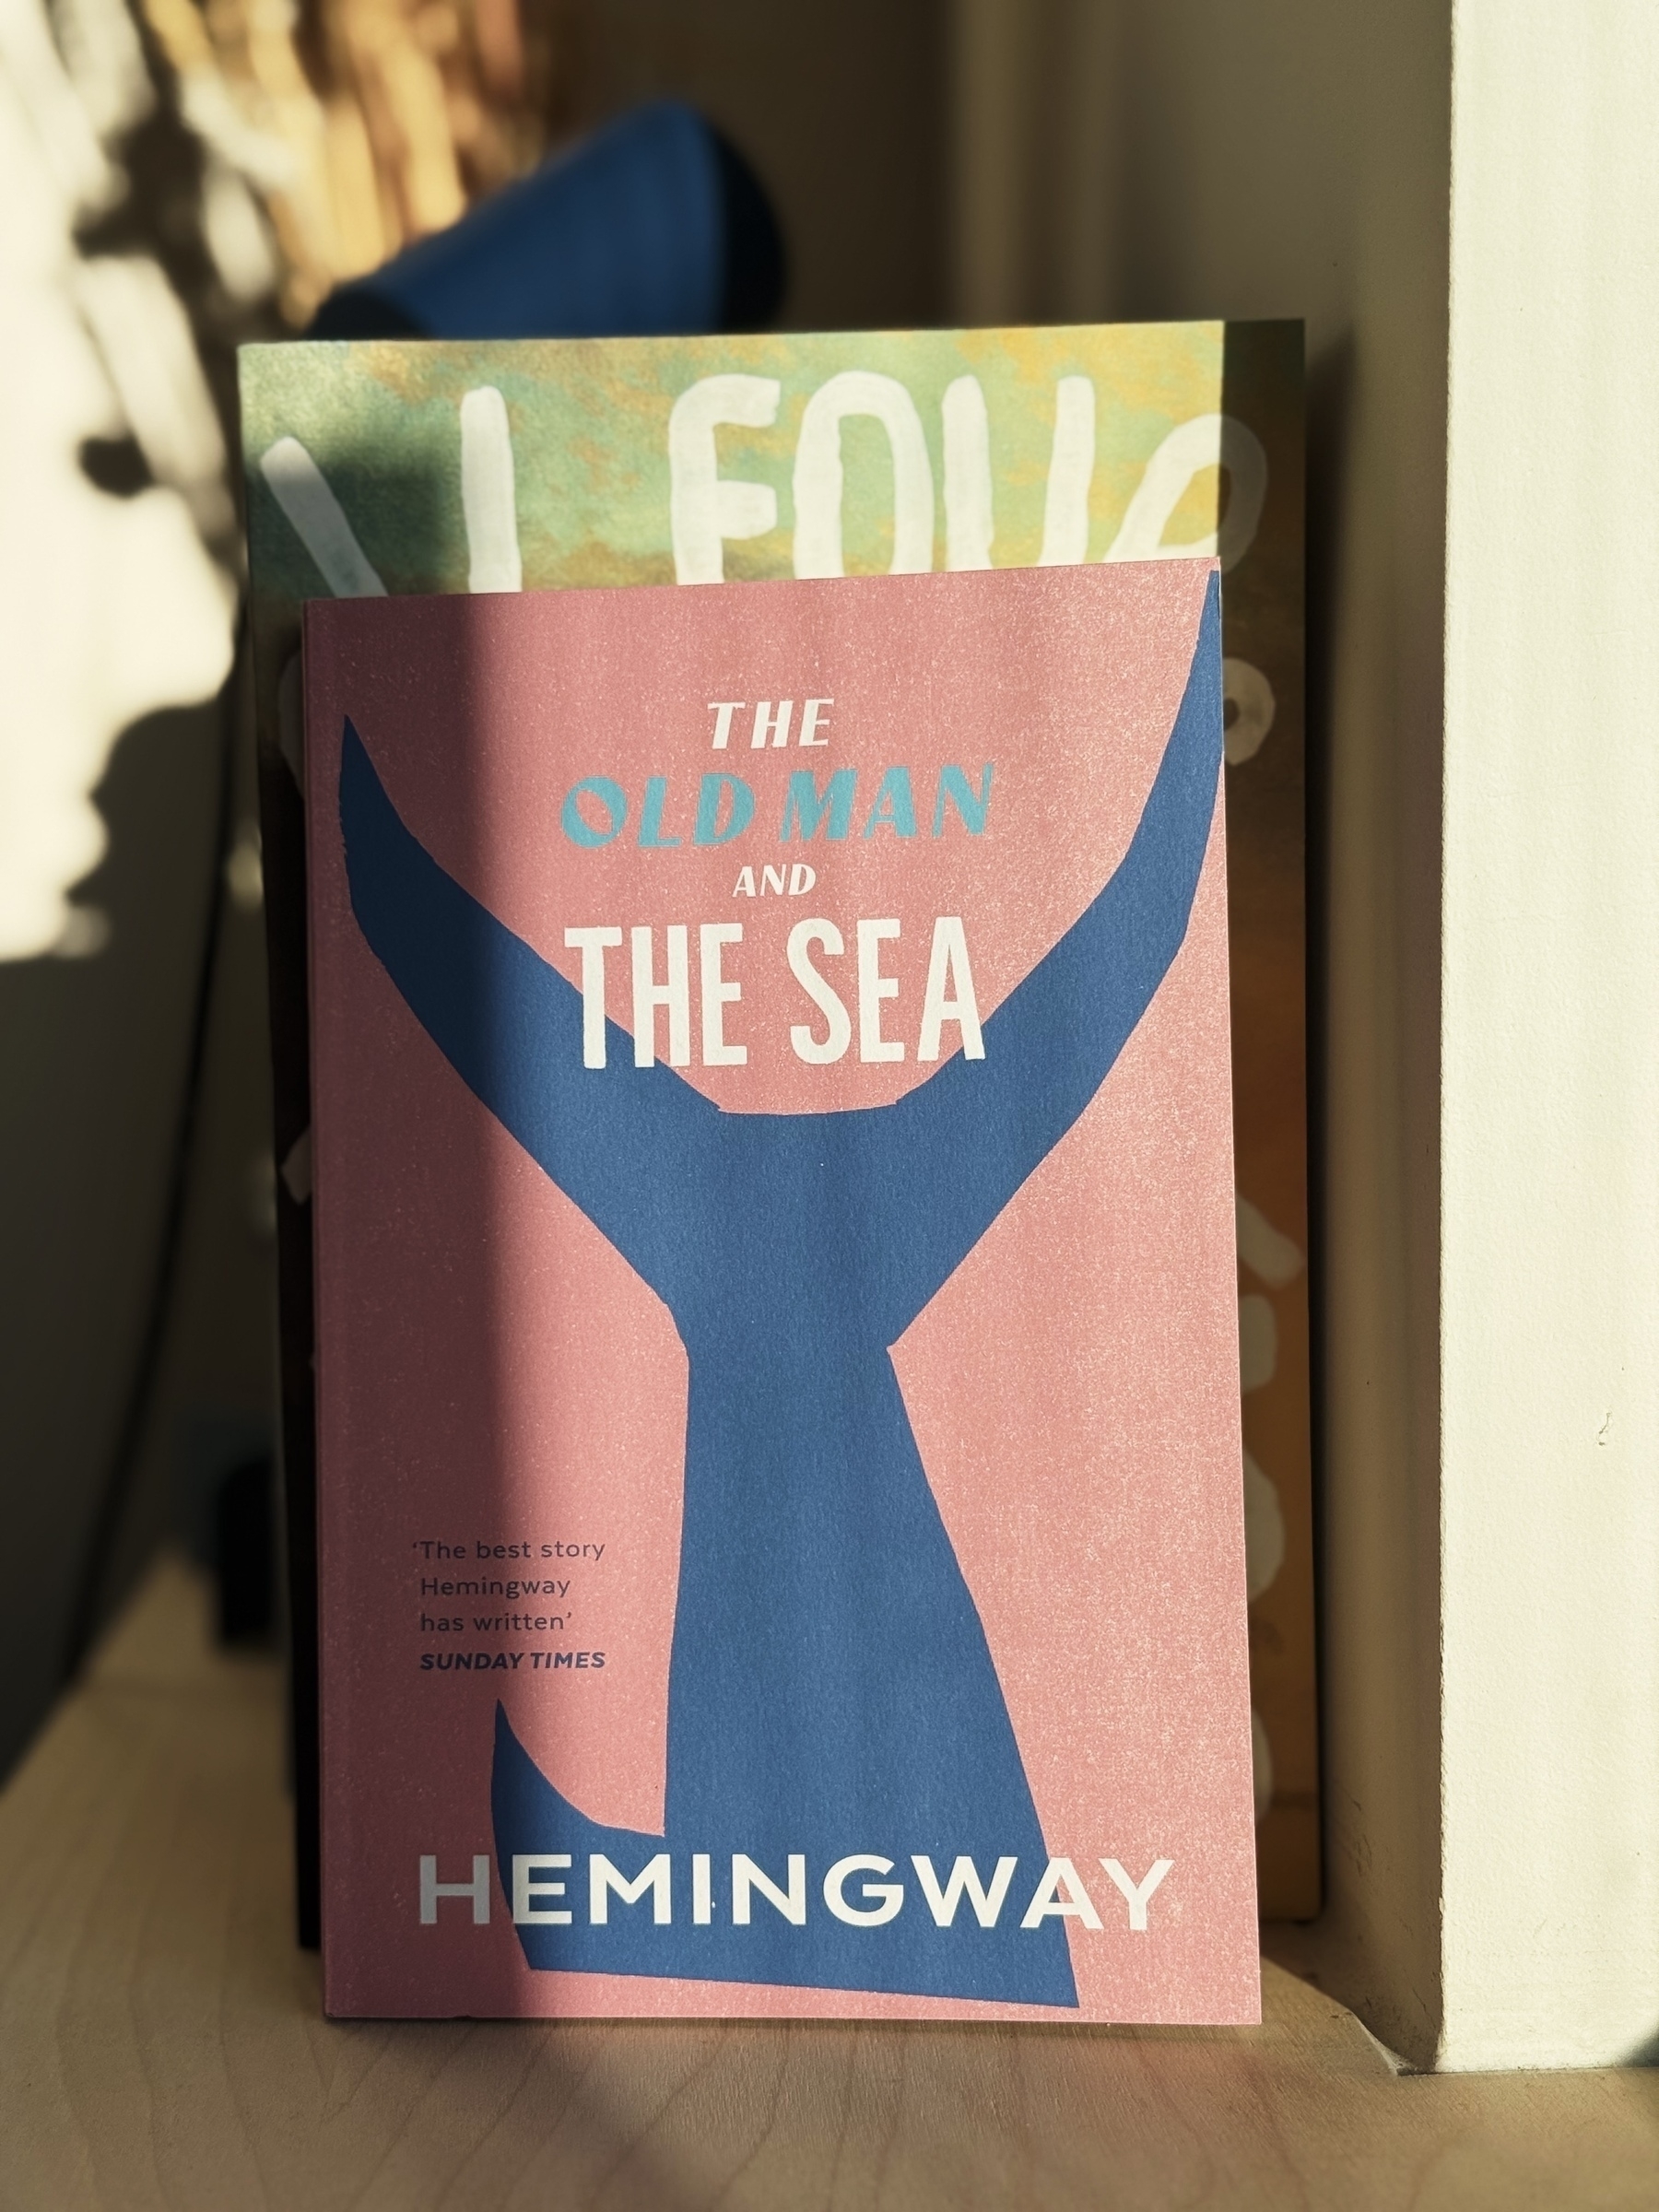 THE
OLD MAN
AND
THE SEA
‘The best story
Hemingway
has written’
SUNDAY TIMES
HEMINGWAY